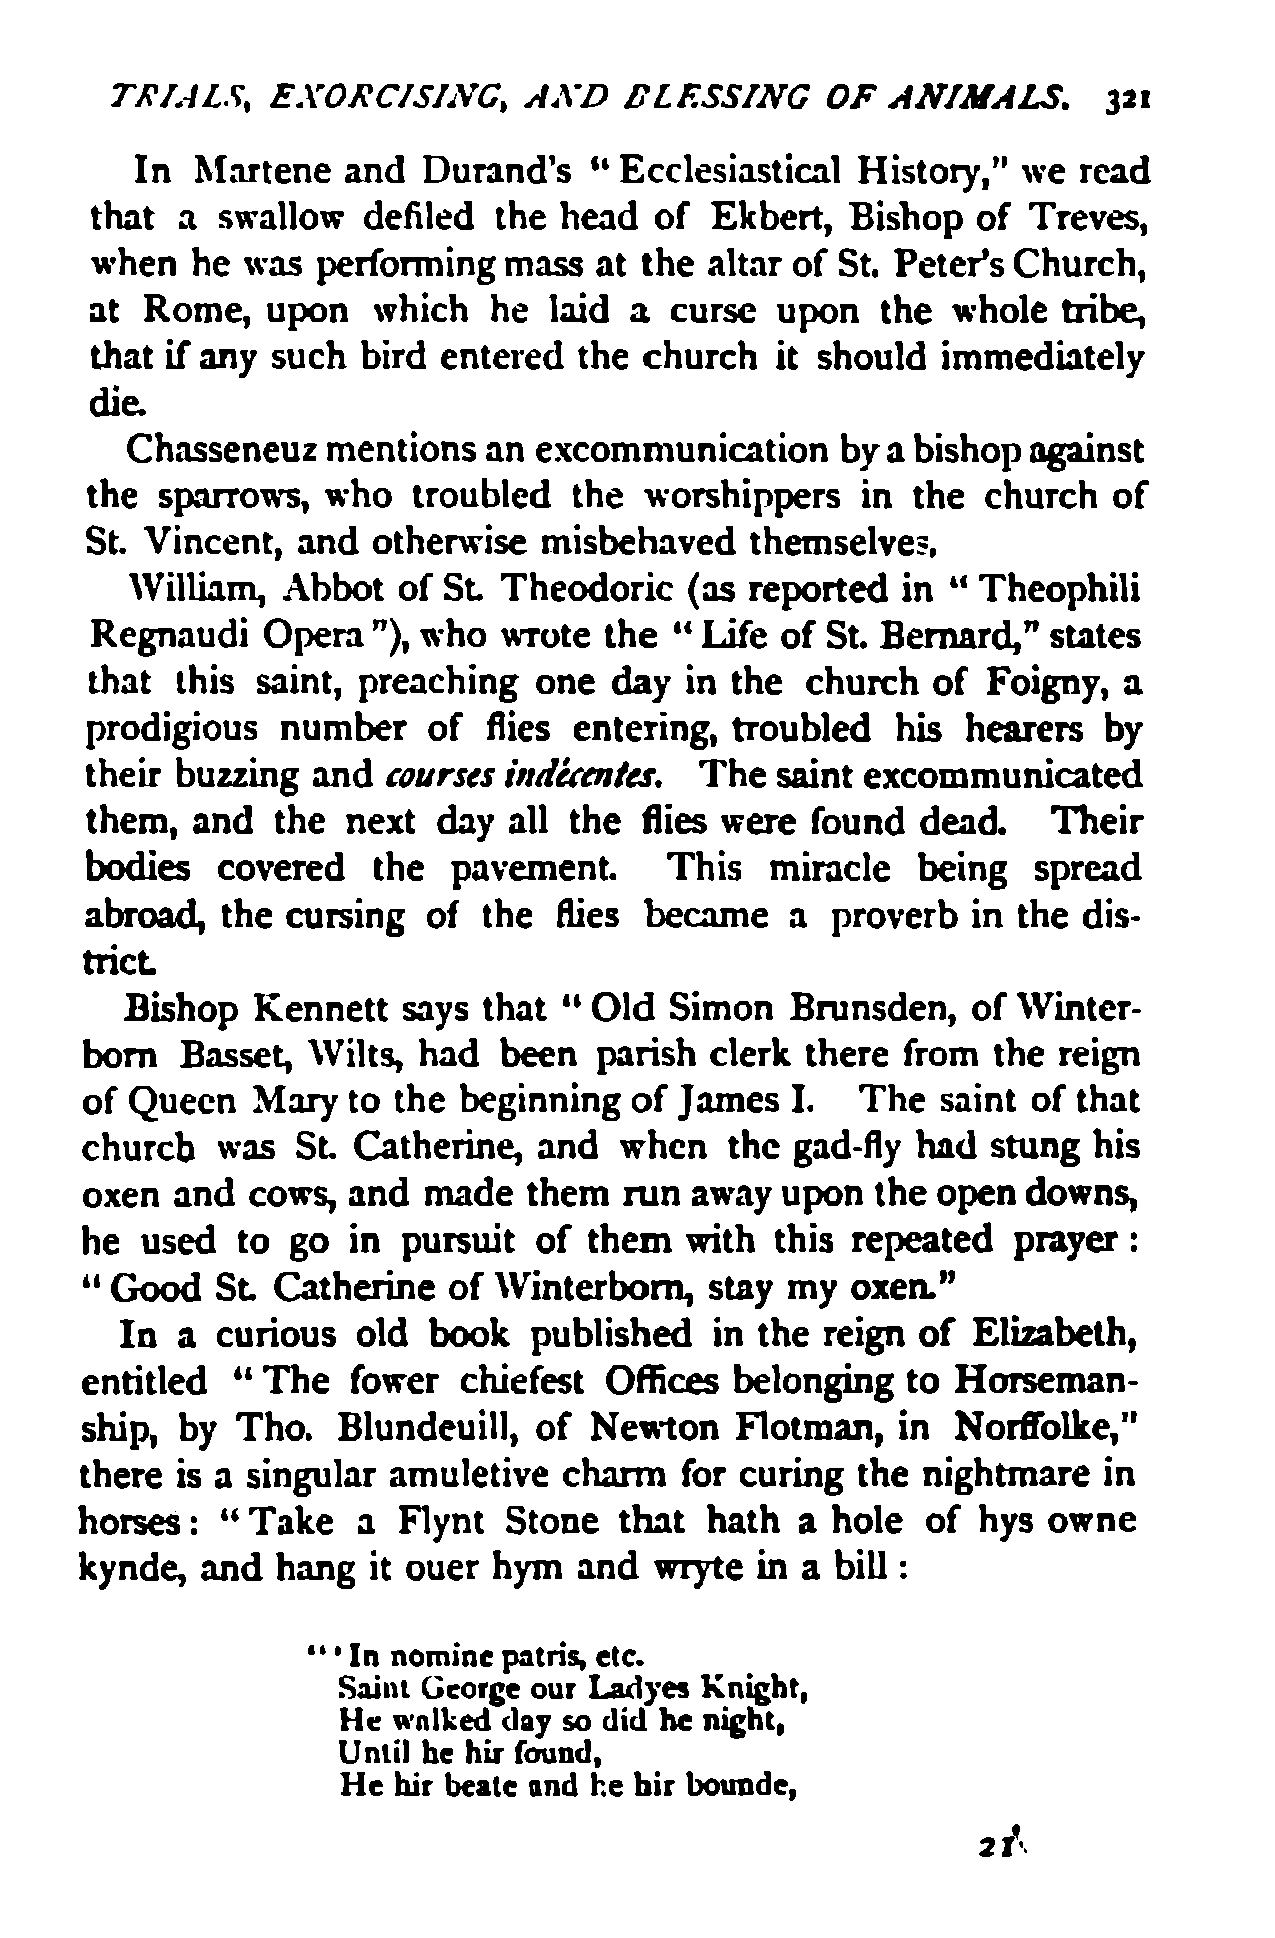 TRIALS, EXORCISING, AND BLESSING OF ANIMALS. 321
In Martene and Durand's "Ecclesiastical History," we read
that a swallow defiled the head of Ekbert, Bishop of Treves,
when he was performing mass at the altar of St. Peter's Church,
at Rome, upon which he laid a curse upon the whole tribe,
that if any such bird entered the church it should immediately
die.
Chasseneuz mentions an excommunication by a bishop against
the sparrows, who troubled the worshippers in the church of
St. Vincent, and otherwise misbehaved themselves.
William, Abbot of St. Theodoric (as reported in "Theophili
Regnaudi Opera"), who wrote the "Life of St. Bernard," states
that this saint, preaching one day in the church of Foigny, a
prodigious number of flies entering, troubled his hearers by
their buzzing and courses indécentes. The saint excommunicated
them, and the next day all the flies were found dead. Their
bodies covered the pavement. This miracle being spread
abroad, the cursing of the flies became a proverb in the dis-
trict.
Bishop Kennett says that "Old Simon Brunsden, of Winter-
born Basset, Wilts, had been parish clerk there from the reign
of Queen Mary to the beginning of James I. The saint of that
church was St. Catherine, and when the gad-fly had stung his
oxen and cows, and made them run away upon the open downs,
he used to go in pursuit of them with this repeated prayer:
"Good St. Catherine of Winterborn, stay my oxen."
In a curious old book published in the reign of Elizabeth,
entitled "The fower chiefest Offices belonging to Horseman-
ship, by Tho. Blundeuill, of Newton Flotman, in Norffolke,"
there is a singular amuletive charm for curing the nightmare in
horses: "Take a Flynt Stone that hath a hole of hys owne
kynde, and hang it ouer hym and wryte in a bill:
"'In nomine patris, etc.
Saint George our Ladyes Knight,
He walked day so did he night,
Until he hir found,
He hir beate and he hir bounde,
21